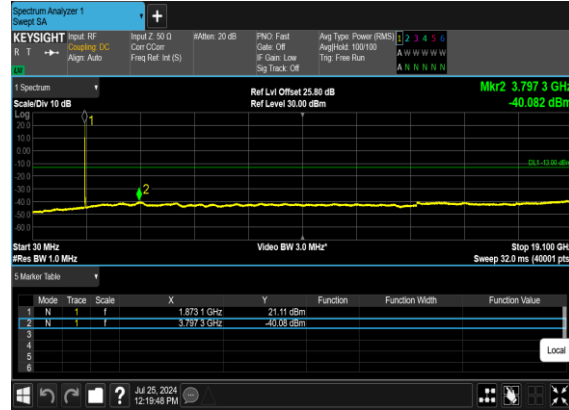 Spectrum Analyzer 1
Swept SA
+
KEYSIGHT Input: RF Input Z: 50 Ω #Atten: 20 dB PNO: Fast Avg Type: Power (RMS) 1 2 3 4 5 6
R T Coupling: DC Corr CCorr Gate: Off Avg|Hold: 100/100 A W W W W W
Align: Auto Freq Ref: Int (S) IF Gain: Low Trig: Free Run
Sig Track: Off A N N N N N
1 Spectrum Ref Lvl Offset 25.80 dB Mkr2 3.797 3 GHz
Scale/Div 10 dB Ref Level 30.00 dBm -40.082 dBm
Log
1
20.0
10.0
0.00
-10.0
DL1 -13.00 dBm
-20.0
-30.0
2
-40.0
-50.0
-60.0
Start 30 MHz Video BW 3.0 MHz* Stop 19.100 GHz
#Res BW 1.0 MHz Sweep 32.0 ms (40001 pts)
5 Marker Table
Mode Trace Scale X Y Function Function Width Function Value
1 N 1 f 1.873 1 GHz 21.11 dBm
2 N 1 f 3.797 3 GHz -40.08 dBm
3
4
Local
5
6
? Jul 25, 2024
12:19:48 PM